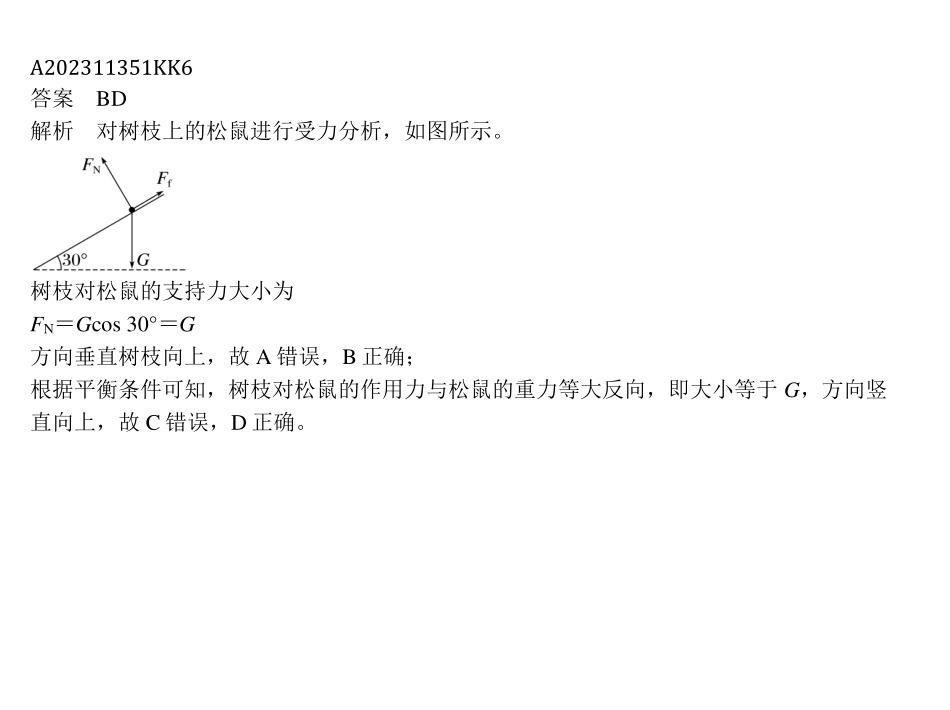 A202311351KK6
答案　BD
解析　对树枝上的松鼠进行受力分析，如图所示。
FN
Ff
30°
G
树枝对松鼠的支持力大小为
FN＝Gcos 30°＝G
方向垂直树枝向上，故 A 错误，B 正确；
根据平衡条件可知，树枝对松鼠的作用力与松鼠的重力等大反向，即大小等于 G，方向竖
直向上，故 C 错误，D 正确。